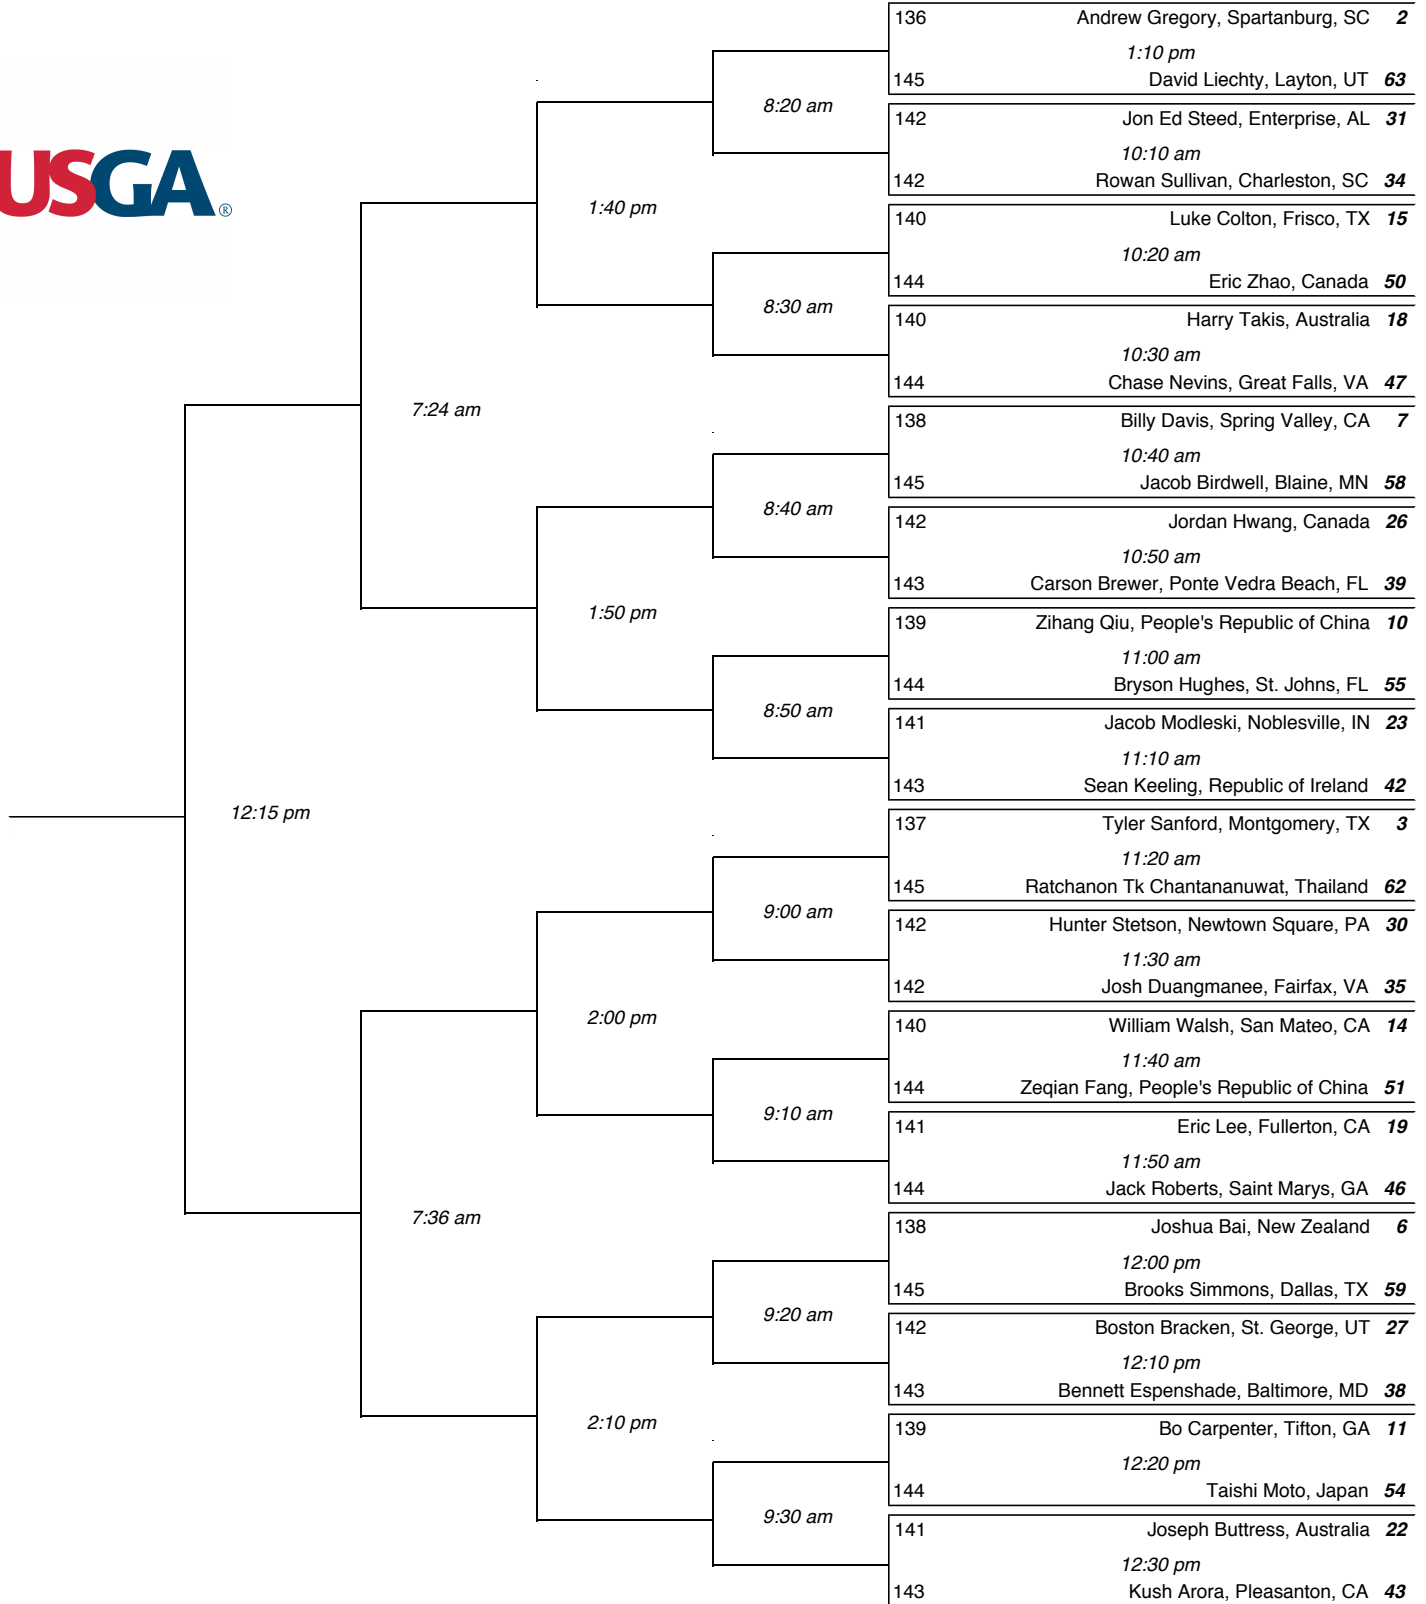 USGA®
136 Andrew Gregory, Spartanburg, SC 2
1:10 pm
145 David Liechty, Layton, UT 63
8:20 am
142 Jon Ed Steed, Enterprise, AL 31
10:10 am
142 Rowan Sullivan, Charleston, SC 34
1:40 pm
140 Luke Colton, Frisco, TX 15
10:20 am
144 Eric Zhao, Canada 50
8:30 am
140 Harry Takis, Australia 18
10:30 am
144 Chase Nevins, Great Falls, VA 47
7:24 am
138 Billy Davis, Spring Valley, CA 7
10:40 am
145 Jacob Birdwell, Blaine, MN 58
8:40 am
142 Jordan Hwang, Canada 26
10:50 am
143 Carson Brewer, Ponte Vedra Beach, FL 39
1:50 pm
139 Zihang Qiu, People's Republic of China 10
11:00 am
144 Bryson Hughes, St. Johns, FL 55
8:50 am
141 Jacob Modleski, Noblesville, IN 23
11:10 am
143 Sean Keeling, Republic of Ireland 42
12:15 pm
137 Tyler Sanford, Montgomery, TX 3
11:20 am
145 Ratchanon Tk Chantananuwat, Thailand 62
9:00 am
142 Hunter Stetson, Newtown Square, PA 30
11:30 am
142 Josh Duangmanee, Fairfax, VA 35
2:00 pm
140 William Walsh, San Mateo, CA 14
11:40 am
144 Zeqian Fang, People's Republic of China 51
9:10 am
141 Eric Lee, Fullerton, CA 19
11:50 am
144 Jack Roberts, Saint Marys, GA 46
7:36 am
138 Joshua Bai, New Zealand 6
12:00 pm
145 Brooks Simmons, Dallas, TX 59
9:20 am
142 Boston Bracken, St. George, UT 27
12:10 pm
143 Bennett Espenshade, Baltimore, MD 38
2:10 pm
139 Bo Carpenter, Tifton, GA 11
12:20 pm
144 Taishi Moto, Japan 54
9:30 am
141 Joseph Buttress, Australia 22
12:30 pm
143 Kush Arora, Pleasanton, CA 43